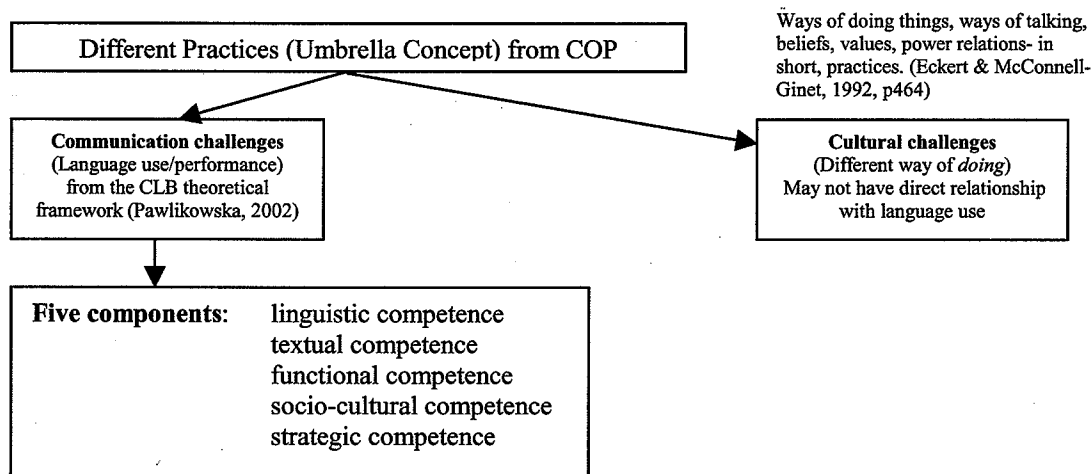 Different Practices (Umbrella Concept) from COP
Ways of doing things, ways of talking,
beliefs, values, power relations- in
short, practices. (Eckert & McConnell-
Ginet, 1992, p464)
Communication challenges
(Language use/performance)
from the CLB theoretical
framework (Pawlikowska, 2002)
Cultural challenges
(Different way of doing)
May not have direct relationship
with language use
Five components: linguistic competence
textual competence
functional competence
socio-cultural competence
strategic competence